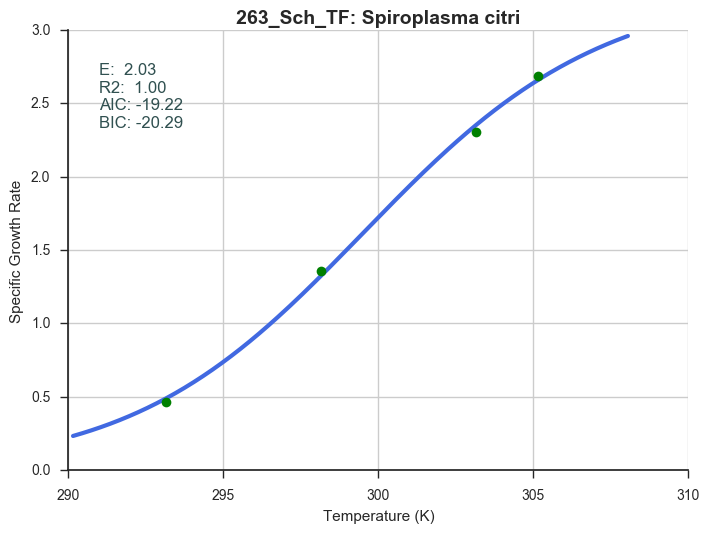 263_Sch_TF: Spiroplasma citri
E:  2.03
R2:  1.00
AIC: -19.22
BIC: -20.29
Specific Growth Rate
3.0
2.5
2.0
1.5
1.0
0.5
0.0
290 295 300 305 310
Temperature (K)